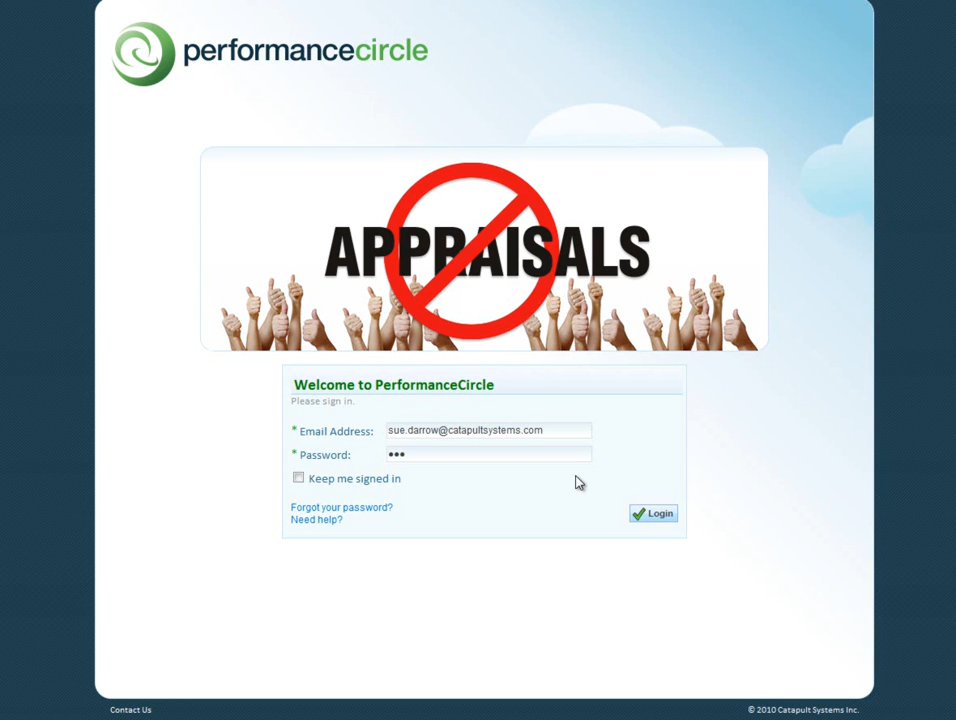 performancecircle
APPRAISALS
Welcome to PerformanceCircle
Please sign in.
* Email Address: sue.darrow@catapultsystems.com
* Password: •••
Keep me signed in
Forgot your password?
Need help?
Login
Contact Us
© 2010 Catapult Systems Inc.